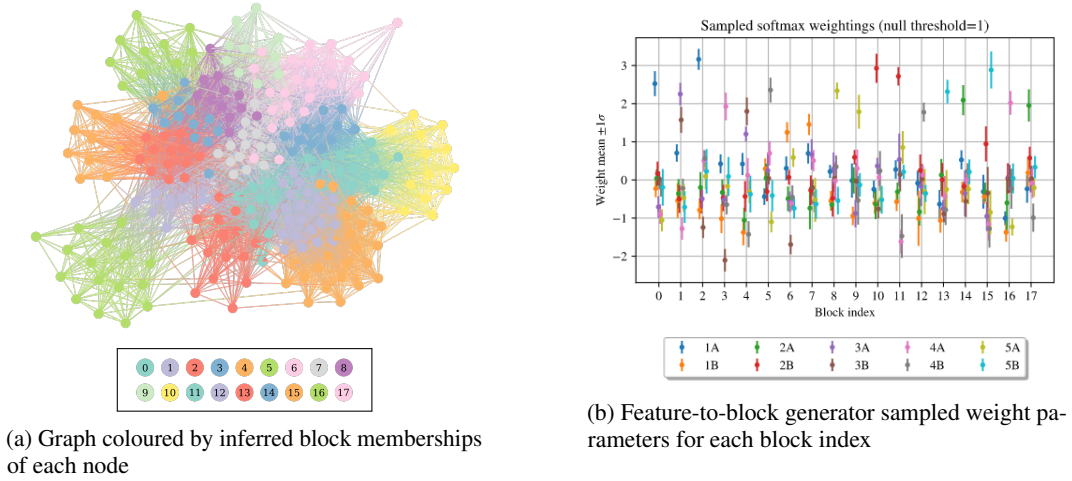 0 1 2 3 4 5 6 7 8
9 10 11 12 13 14 15 16 17
(a) Graph coloured by inferred block memberships
of each node
Sampled softmax weightings (null threshold=1)
Weight mean ±1σ
3
2
1
0
−1
−2
0 1 2 3 4 5 6 7 8 9 10 11 12 13 14 15 16 17
Block index
1A 2A 3A 4A 5A
1B 2B 3B 4B 5B
(b) Feature-to-block generator sampled weight pa-
rameters for each block index